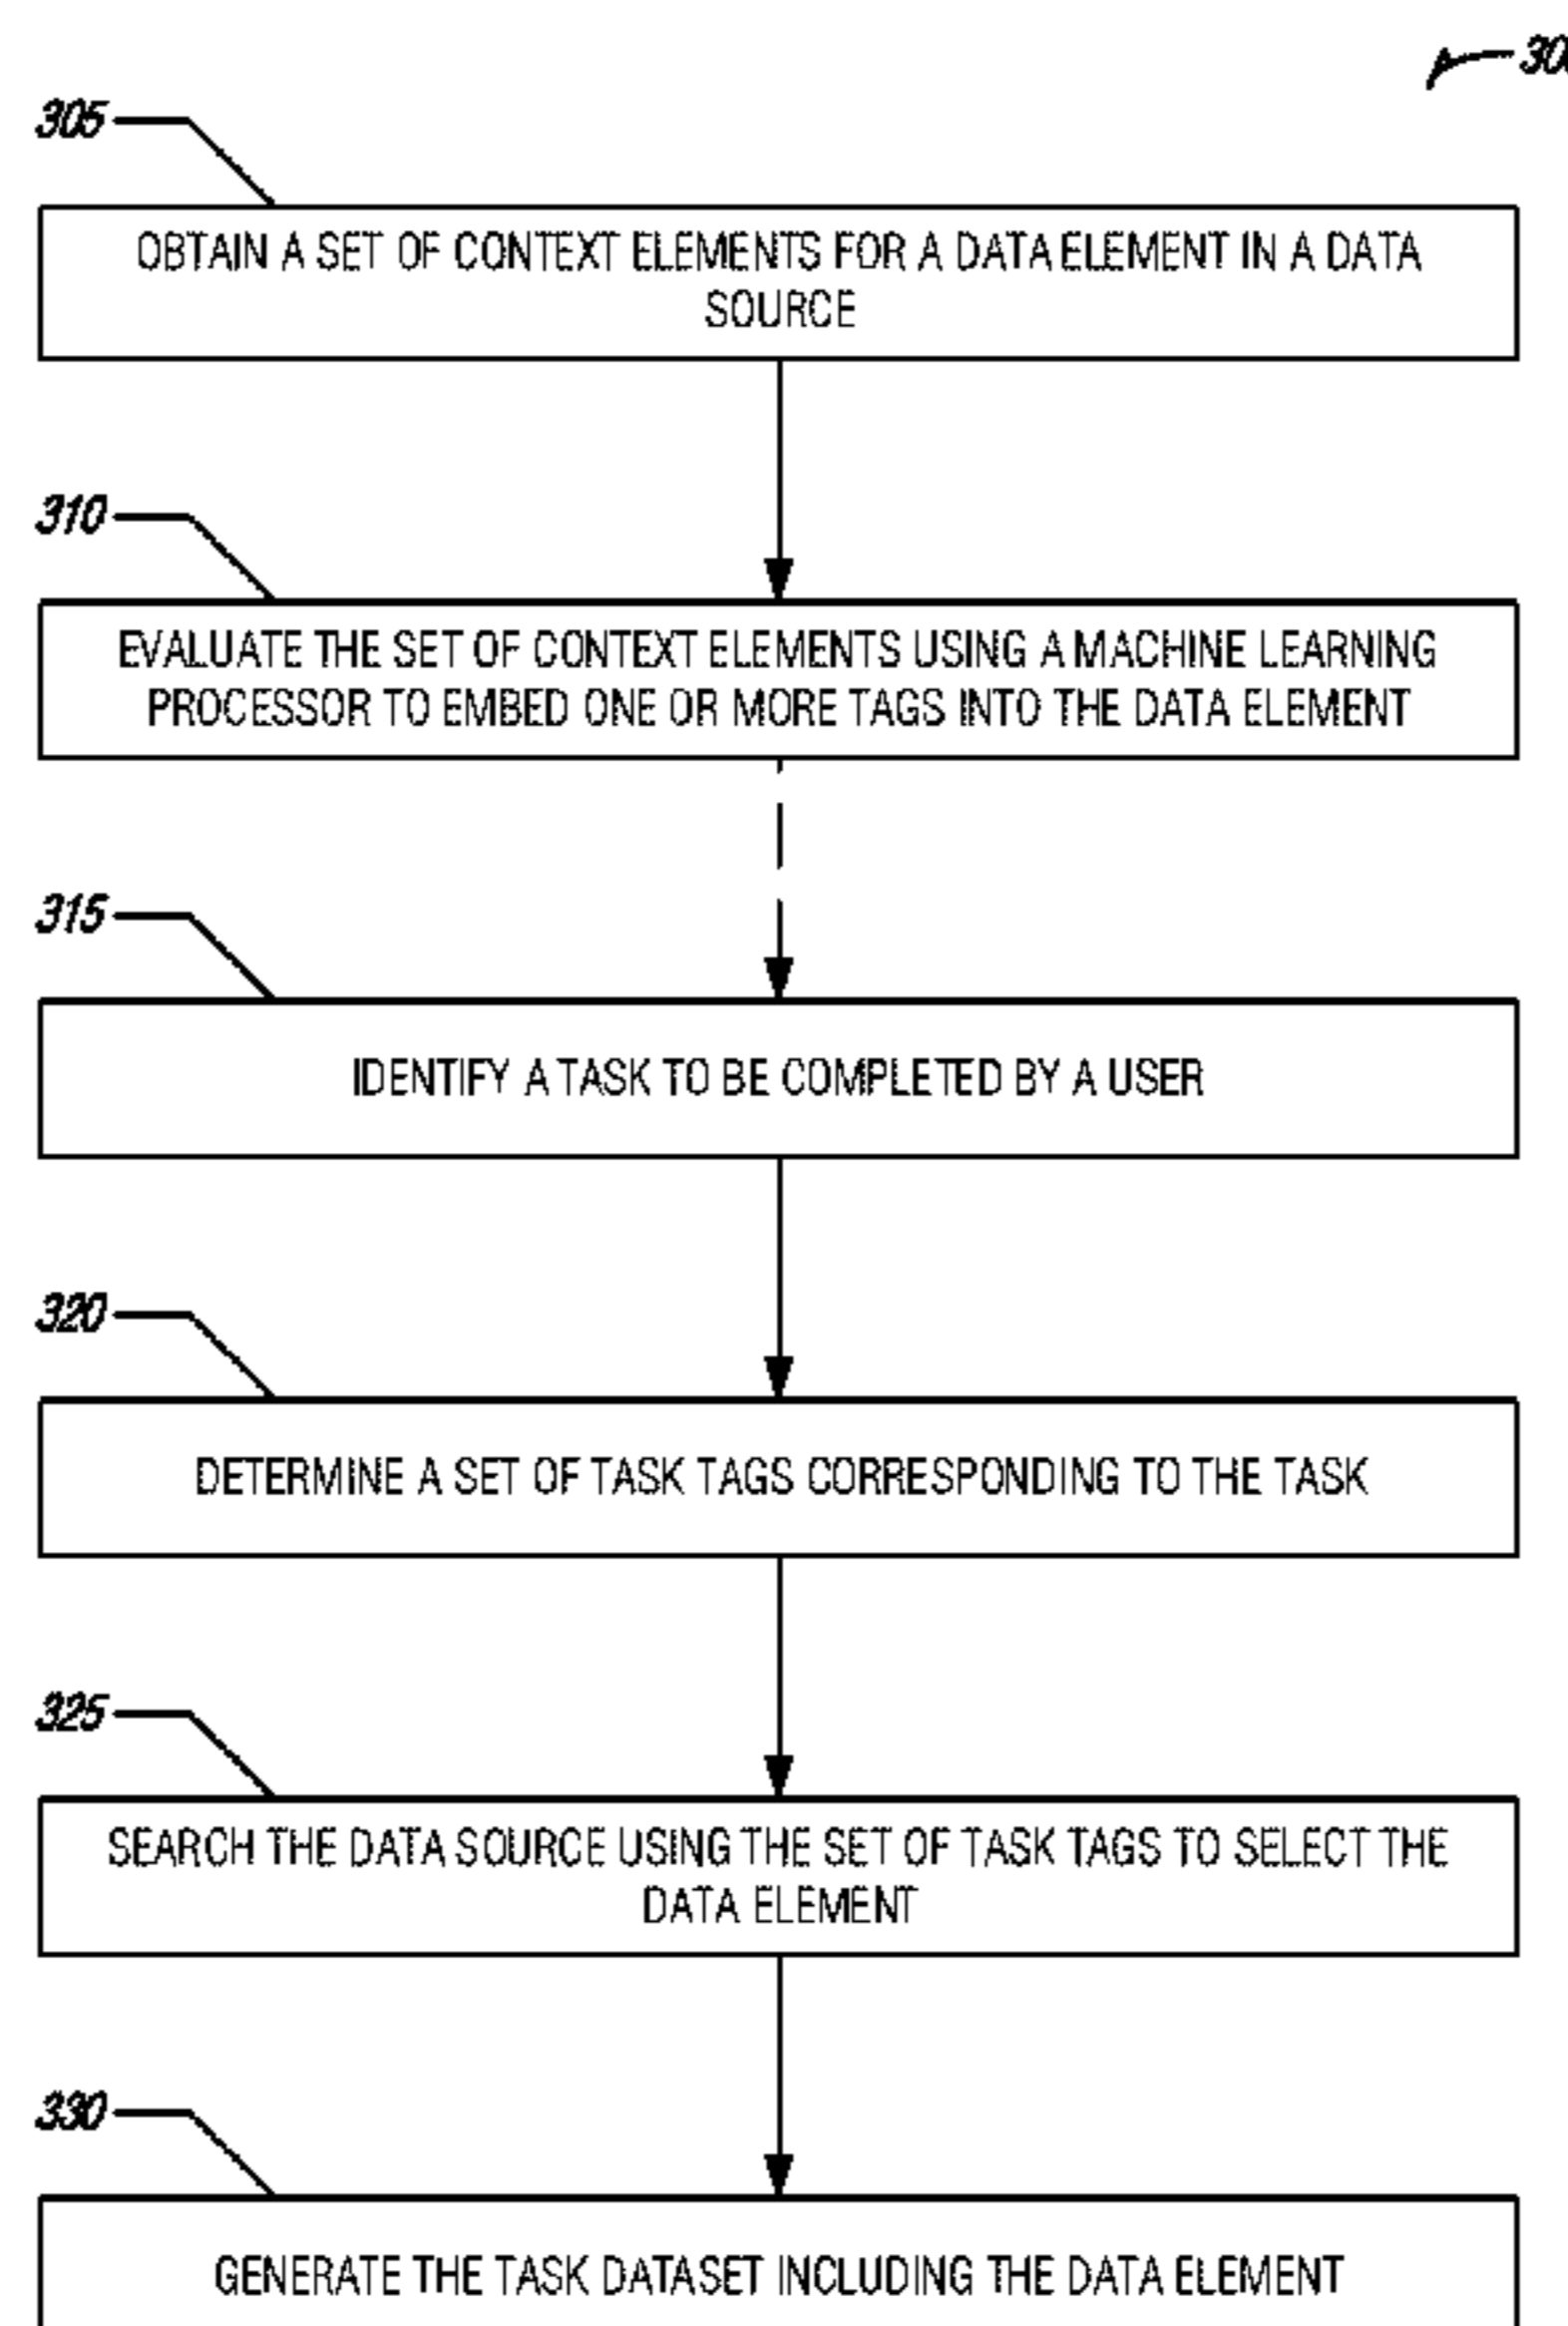 305
OBTAIN A SET OF CONTEXT ELEMENTS FOR A DATA ELEMENT IN A DATA
SOURCE
310
EVALUATE THE SET OF CONTEXT ELEMENTS USING A MACHINE LEARNING
PROCESSOR TO EMBED ONE OR MORE TAGS INTO THE DATA ELEMENT
315
IDENTIFY A TASK TO BE COMPLETED BY A USER
320
DETERMINE A SET OF TASK TAGS CORRESPONDING TO THE TASK
325
SEARCH THE DATA SOURCE USING THE SET OF TASK TAGS TO SELECT THE
DATA ELEMENT
330
GENERATE THE TASK DATASET INCLUDING THE DATA ELEMENT